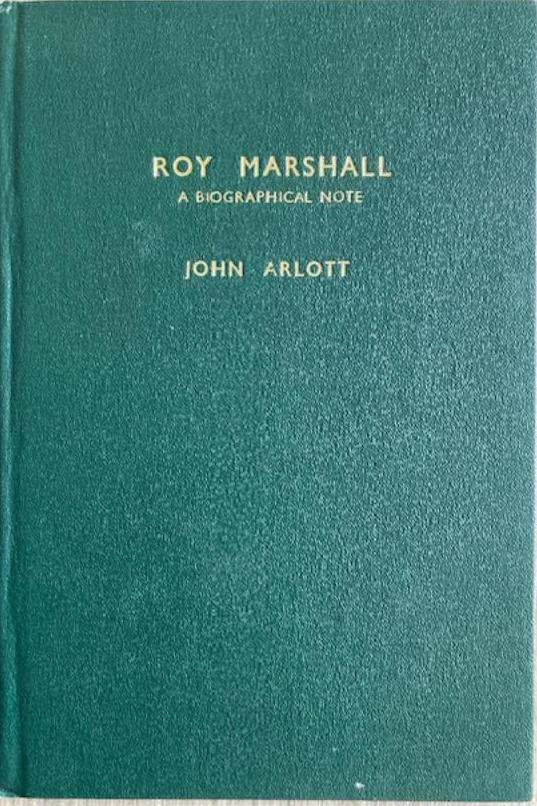 ROY MARSHALL
A BIOGRAPHICAL NOTE
JOHN ARLOTT